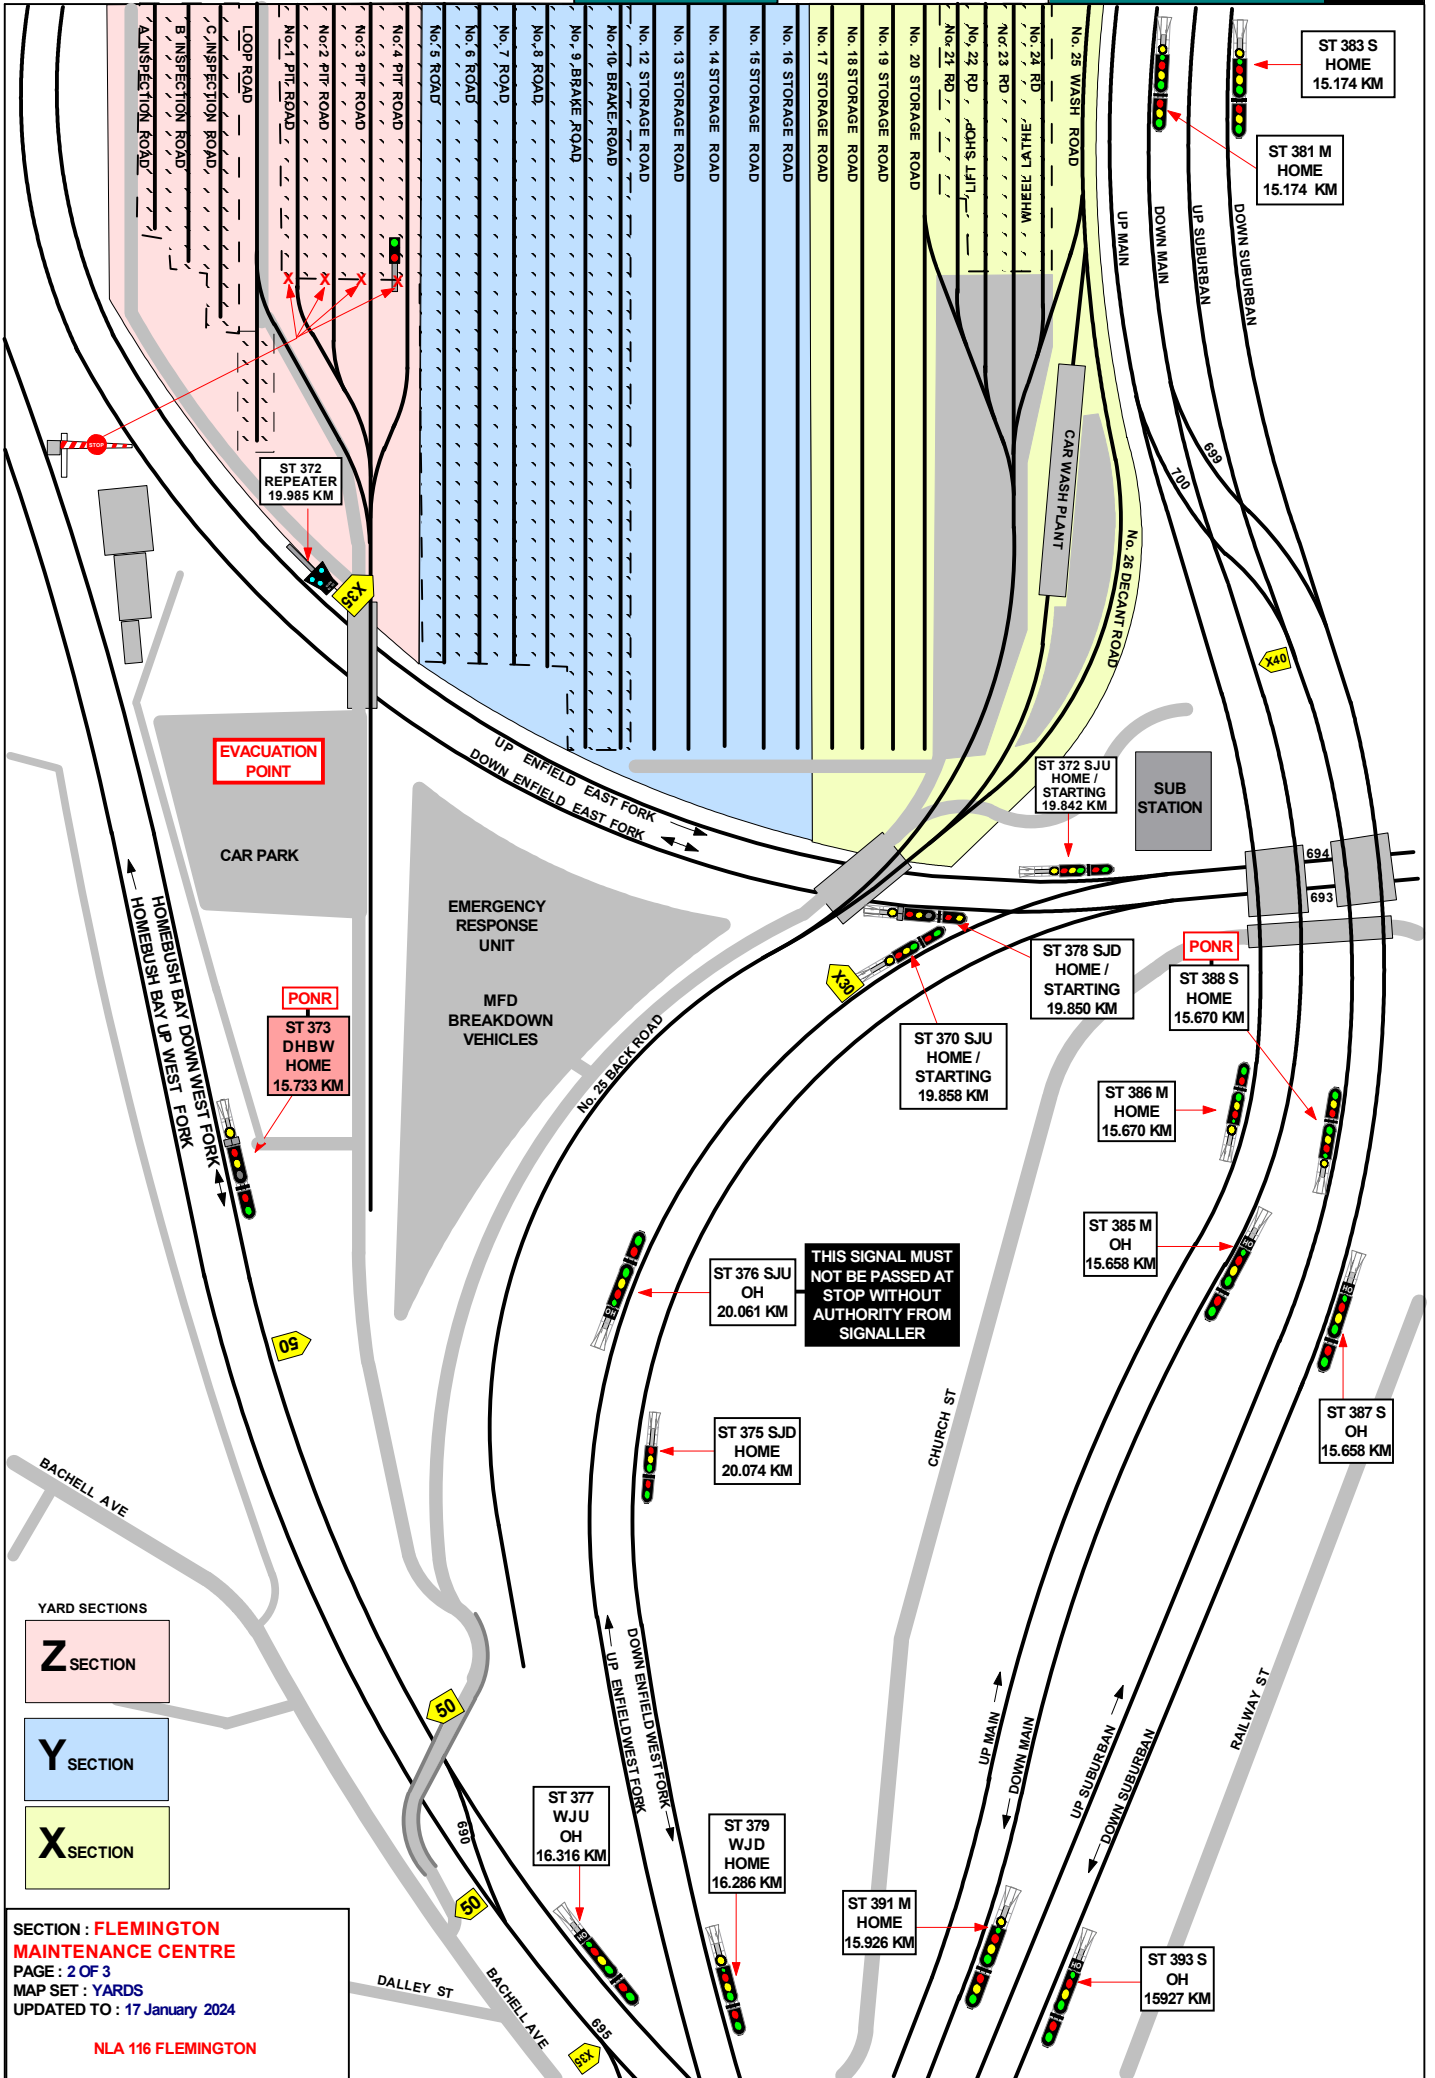 A INSPECTION ROAD
B INSPECTION ROAD
C INSPECTION ROAD
LOOP ROAD
No. 1 PIT ROAD
No. 2 PIT ROAD
No. 3 PIT ROAD
No. 4 PIT ROAD
No. 5 ROAD
No. 6 ROAD
No. 7 ROAD
No. 8 ROAD
No. 9 BRAKE ROAD
No. 10 BRAKE ROAD
No. 12 STORAGE ROAD
No. 13 STORAGE ROAD
No. 14 STORAGE ROAD
No. 15 STORAGE ROAD
No. 16 STORAGE ROAD
No. 17 STORAGE ROAD
No. 18 STORAGE ROAD
No. 19 STORAGE ROAD
No. 20 STORAGE ROAD
No. 21 RD
No. 22 RD
LIFT SHOP
No. 23 RD
No. 24 RD
WHEEL LATHE
No. 25 WASH ROAD
UP MAIN
DOWN MAIN
UP SUBURBAN
DOWN SUBURBAN
ST 383 S
HOME
15.174 KM
ST 381 M
HOME
15.174 KM
X
X
X
X
STOP
ST 372
REPEATER
19.985 KM
X35
CAR WASH PLANT
No. 26 DECANT ROAD
699
700
X40
EVACUATION
POINT
CAR PARK
UP ENFIELD EAST FORK
DOWN ENFIELD EAST FORK
ST 372 SJU
HOME /
STARTING
19.842 KM
SUB
STATION
694
693
EMERGENCY
RESPONSE
UNIT
MFD
BREAKDOWN
VEHICLES
X30
ST 378 SJD
HOME /
STARTING
19.850 KM
PONR
ST 388 S
HOME
15.670 KM
HOMEBUSH BAY DOWN WEST FORK
HOMEBUSH BAY UP WEST FORK
PONR
ST 373
DHBW
HOME
15.733 KM
No. 25 BACK ROAD
ST 370 SJU
HOME /
STARTING
19.858 KM
ST 386 M
HOME
15.670 KM
ST 385 M
OH
15.658 KM
OH
OH
ST 376 SJU
OH
20.061 KM
THIS SIGNAL MUST
NOT BE PASSED AT
STOP WITHOUT
AUTHORITY FROM
SIGNALLER
OH
50
ST 375 SJD
HOME
20.074 KM
CHURCH ST
ST 387 S
OH
15.658 KM
BACHELL AVE
YARD SECTIONS
Z SECTION
Y SECTION
X SECTION
50
690
50
UP ENFIELD WEST FORK
DOWN ENFIELD WEST FORK
UP MAIN
DOWN MAIN
UP SUBURBAN
DOWN SUBURBAN
RAILWAY ST
ST 377
WJU
OH
16.316 KM
OH
ST 379
WJD
HOME
16.286 KM
ST 391 M
HOME
15.926 KM
OH
ST 393 S
OH
15927 KM
SECTION : FLEMINGTON
MAINTENANCE CENTRE
PAGE : 2 OF 3
MAP SET : YARDS
UPDATED TO : 17 January 2024
NLA 116 FLEMINGTON
DALLEY ST
BACHELL AVE
695
X35